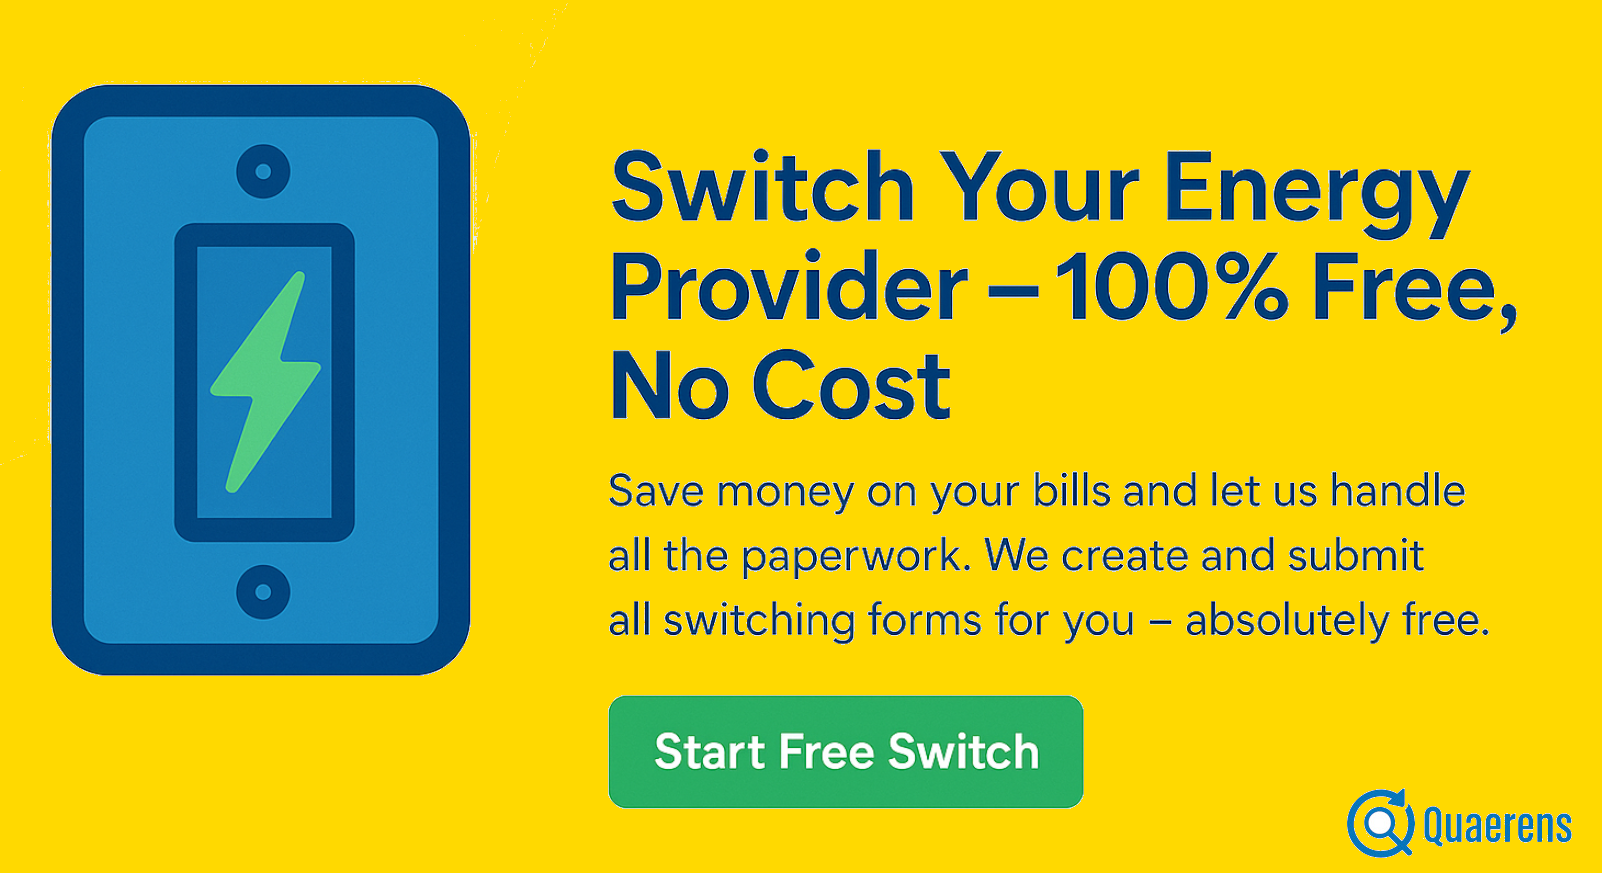 Switch Your Energy
Provider – 100% Free,
No Cost
Save money on your bills and let us handle
all the paperwork. We create and submit
all switching forms for you – absolutely free.
Start Free Switch
Quaerens